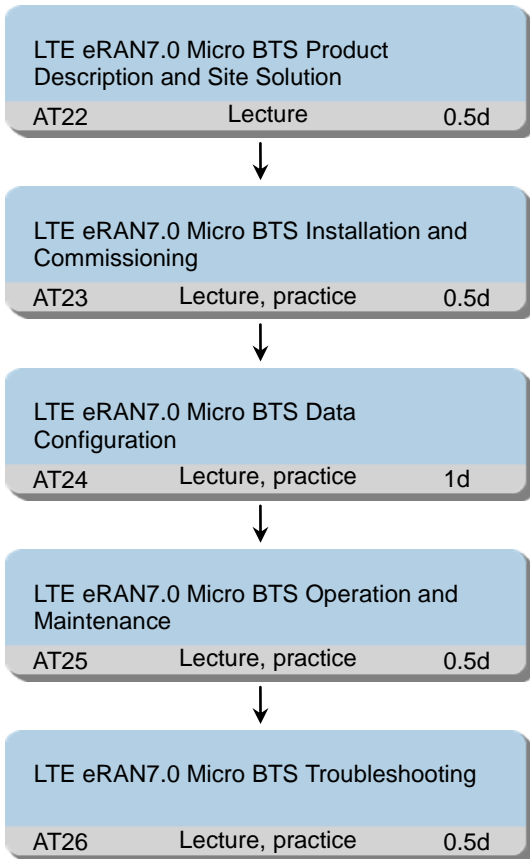 LTE eRAN7.0 Micro BTS Product
Description and Site Solution
AT22 Lecture 0.5d
LTE eRAN7.0 Micro BTS Installation and
Commissioning
AT23 Lecture, practice 0.5d
LTE eRAN7.0 Micro BTS Data
Configuration
AT24 Lecture, practice 1d
LTE eRAN7.0 Micro BTS Operation and
Maintenance
AT25 Lecture, practice 0.5d
LTE eRAN7.0 Micro BTS Troubleshooting
AT26 Lecture, practice 0.5d